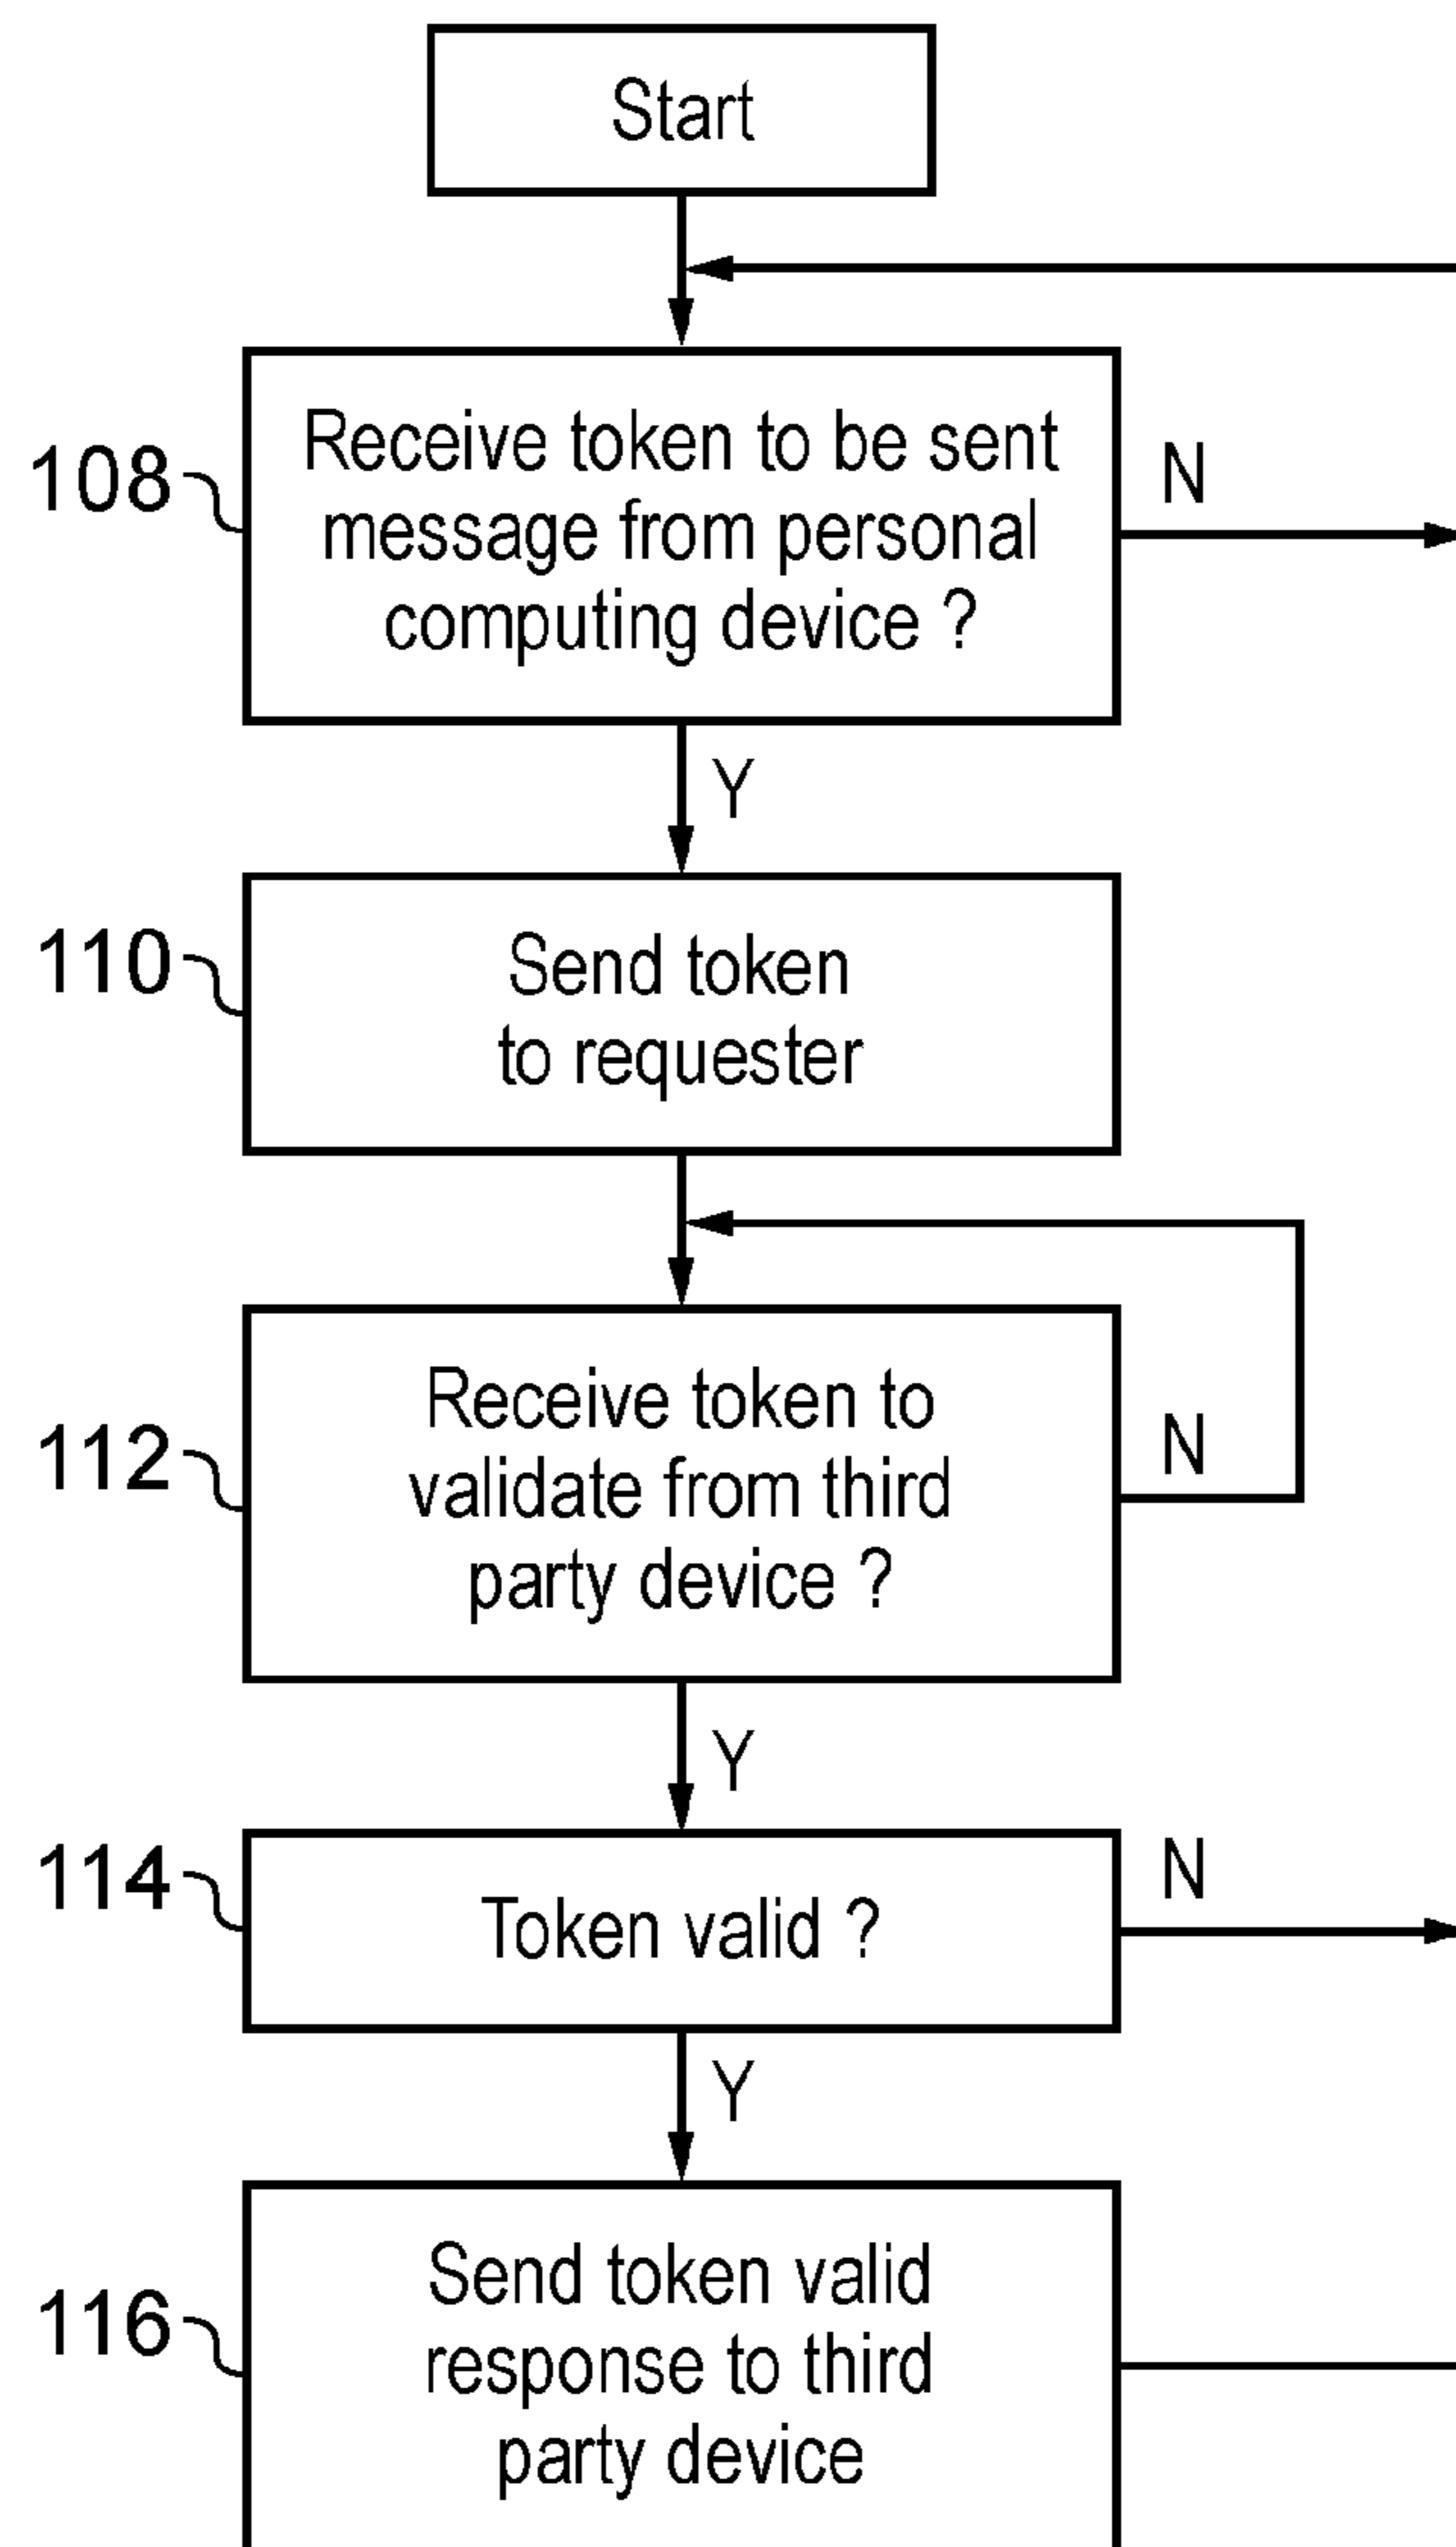 Start
108
Receive token to be sent
message from personal
computing device ?
N
Y
110
Send token
to requester
112
Receive token to
validate from third
party device ?
N
Y
114
Token valid ?
N
Y
116
Send token valid
response to third
party device